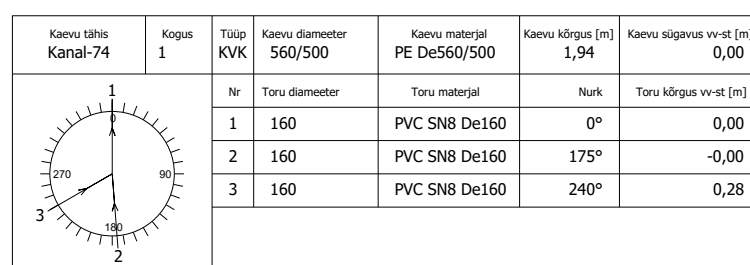 Kaevu tähis Kogus Tüüp Kaevu diameeter Kaevu materjal Kaevu kõrgus [m] Kaevu sügavus vv-st [m]
Kanal-74 1 KVK 560/500 PE De560/500 1,94 0,00
Nr Toru diameeter Toru materjal Nurk Toru kõrgus vv-st [m]
1 160 PVC SN8 De160 0° 0,00
2 160 PVC SN8 De160 175° -0,00
3 160 PVC SN8 De160 240° 0,28
1
0
270 90
3
180
2